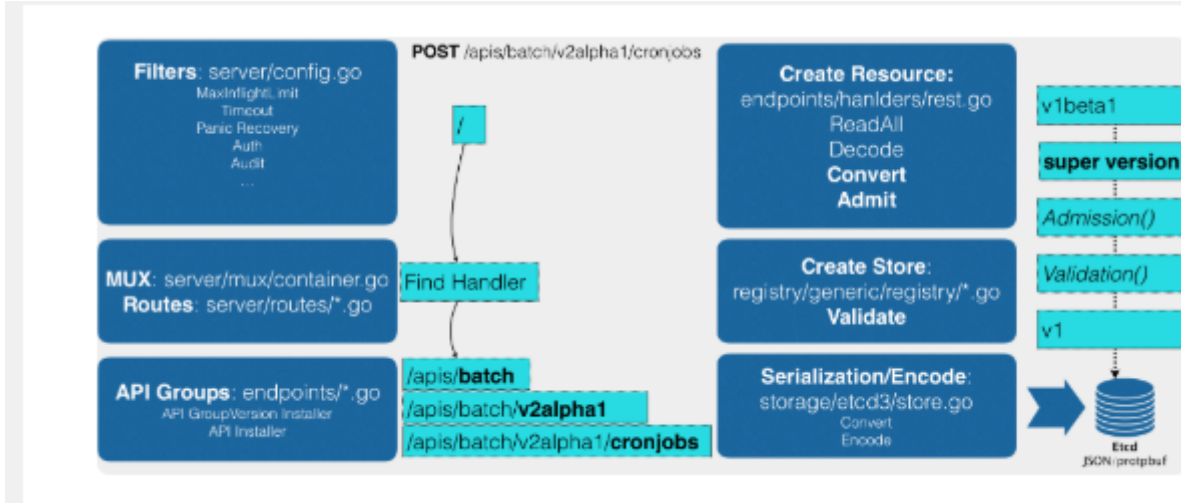 POST /apis/batch/v2alpha1/cronjobs
Filters: server/config.go
MaxInflightLimit
Timeout
Panic Recovery
Auth
Audit
...
/
MUX: server/mux/container.go
Routes: server/routes/*.go
Find Handler
API Groups: endpoints/*.go
API GroupVersion Installer
API Installer
/apis/batch
/apis/batch/v2alpha1
/apis/batch/v2alpha1/cronjobs
Create Resource:
endpoints/hanlders/rest.go
ReadAll
Decode
Convert
Admit
Create Store:
registry/generic/registry/*.go
Validate
Serialization/Encode:
storage/etcd3/store.go
Convert
Encode
v1beta1
super version
Admission()
Validation()
v1
Etcd
JSON/protpbuf